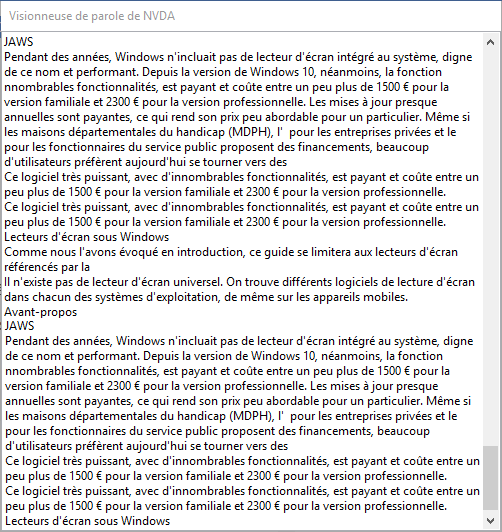 Visionneuse de parole de NVDA
JAWS
Pendant des années, Windows n'incluait pas de lecteur d'écran intégré au système, digne
de ce nom et performant. Depuis la version de Windows 10, néanmoins, la fonction
nnombrables fonctionnalités, est payant et coûte entre un peu plus de 1500 € pour la
version familiale et 2300 € pour la version professionnelle. Les mises à jour presque
annuelles sont payantes, ce qui rend son prix peu abordable pour un particulier. Même si
les maisons départementales du handicap (MDPH), l'  pour les entreprises privées et le
pour les fonctionnaires du service public proposent des financements, beaucoup
d'utilisateurs préfèrent aujourd'hui se tourner vers des
Ce logiciel très puissant, avec d'innombrables fonctionnalités, est payant et coûte entre un
peu plus de 1500 € pour la version familiale et 2300 € pour la version professionnelle.
Ce logiciel très puissant, avec d'innombrables fonctionnalités, est payant et coûte entre un
peu plus de 1500 € pour la version familiale et 2300 € pour la version professionnelle.
Lecteurs d'écran sous Windows
Comme nous l'avons évoqué en introduction, ce guide se limitera aux lecteurs d'écran
référencés par la
Il n'existe pas de lecteur d'écran universel. On trouve différents logiciels de lecture d'écran
dans chacun des systèmes d'exploitation, de même sur les appareils mobiles.
Avant-propos
JAWS
Pendant des années, Windows n'incluait pas de lecteur d'écran intégré au système, digne
de ce nom et performant. Depuis la version de Windows 10, néanmoins, la fonction
nnombrables fonctionnalités, est payant et coûte entre un peu plus de 1500 € pour la
version familiale et 2300 € pour la version professionnelle. Les mises à jour presque
annuelles sont payantes, ce qui rend son prix peu abordable pour un particulier. Même si
les maisons départementales du handicap (MDPH), l'  pour les entreprises privées et le
pour les fonctionnaires du service public proposent des financements, beaucoup
d'utilisateurs préfèrent aujourd'hui se tourner vers des
Ce logiciel très puissant, avec d'innombrables fonctionnalités, est payant et coûte entre un
peu plus de 1500 € pour la version familiale et 2300 € pour la version professionnelle.
Ce logiciel très puissant, avec d'innombrables fonctionnalités, est payant et coûte entre un
peu plus de 1500 € pour la version familiale et 2300 € pour la version professionnelle.
Lecteurs d'écran sous Windows